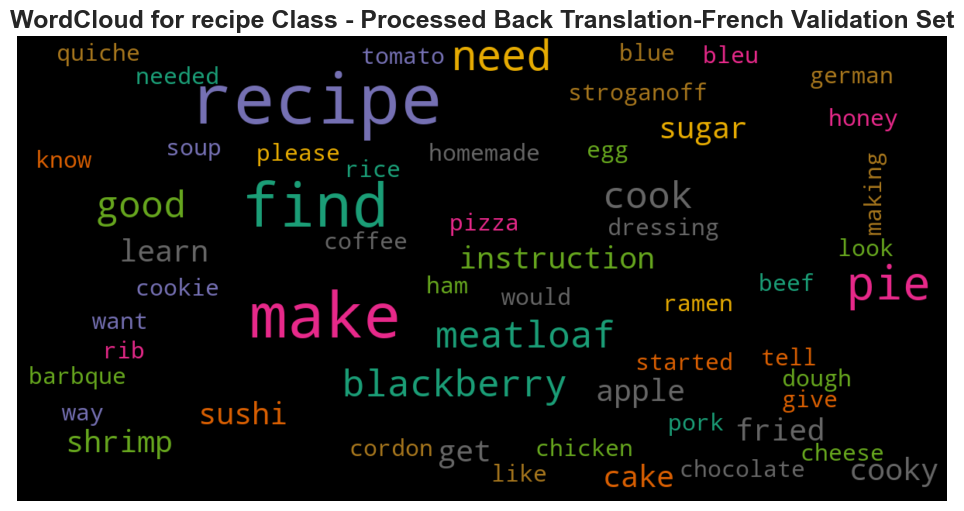 WordCloud for recipe Class - Processed Back Translation-French Validation Set
quiche
tomato
need
blue
bleu
needed
german
recipe
stroganoff
honey
sugar
know
soup
please
homemade
egg
rice
making
good
find
cook
pizza
dressing
learn
coffee
instruction
look
cookie
ham
would
beef
pie
ramen
want
make
meatloaf
rib
started
tell
barbque
blackberry
apple
dough
give
way
sushi
pork
fried
shrimp
cordon
get
chicken
cheese
like
cake
chocolate
cooky